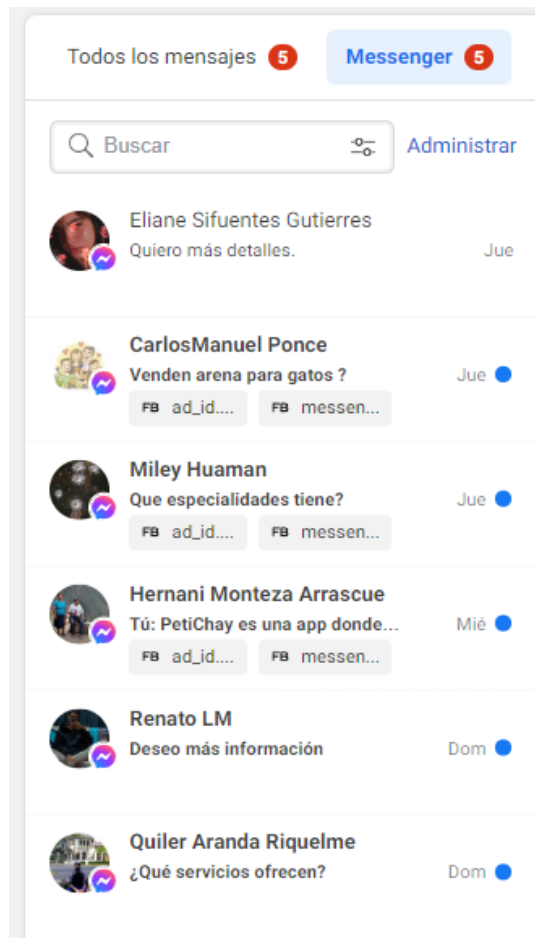 Todos los mensajes 5 Messenger 5
Buscar Administrar
Eliane Sifuentes Gutierres
Quiero más detalles. Jue
CarlosManuel Ponce
Venden arena para gatos ? Jue
FB ad_id.... FB messen...
Miley Huaman
Que especialidades tiene? Jue
FB ad_id.... FB messen...
Hernani Monteza Arrascue
Tú: PetiChay es una app donde... Mié
FB ad_id.... FB messen...
Renato LM
Deseo más información Dom
Quiler Aranda Riquelme
¿Qué servicios ofrecen? Dom